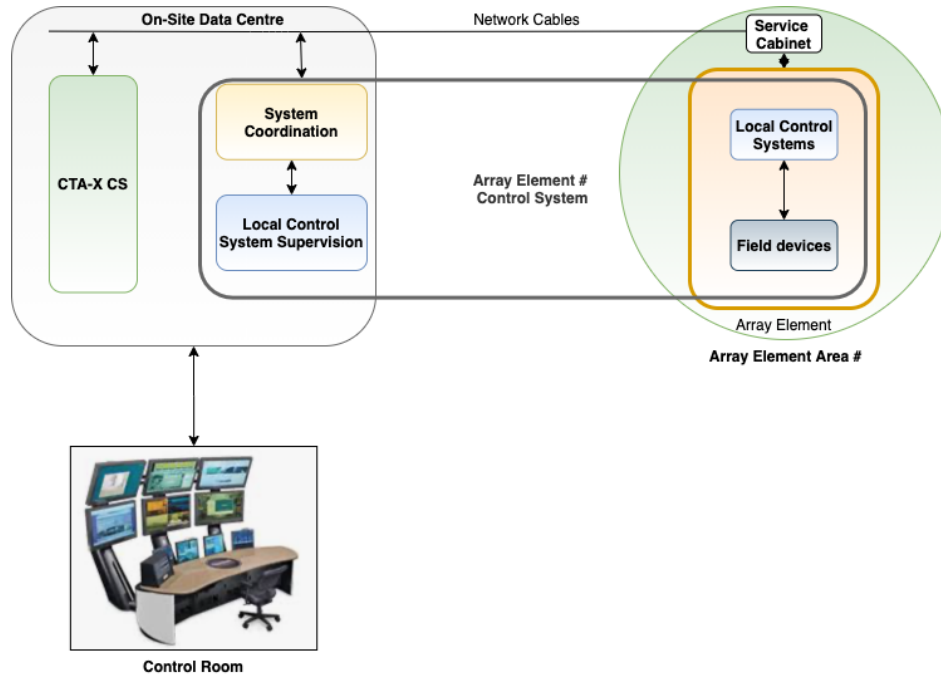 On-Site Data Centre
Network Cables
Service
Cabinet
System
Coordination
Local Control
Systems
CTA-X CS
Array Element #
Control System
Local Control
System Supervision
Field devices
Array Element
Array Element Area #
Control Room